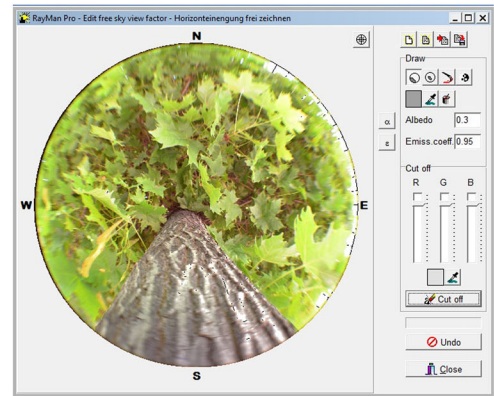 RayMan Pro - Edit free sky view factor - Horizonteinengung frei zeichnen
N
W
E
S
Draw
α
Albedo
0.3
ε
Emiss.coeff.
0.95
Cut off
R
G
B
Cut off
Undo
Close